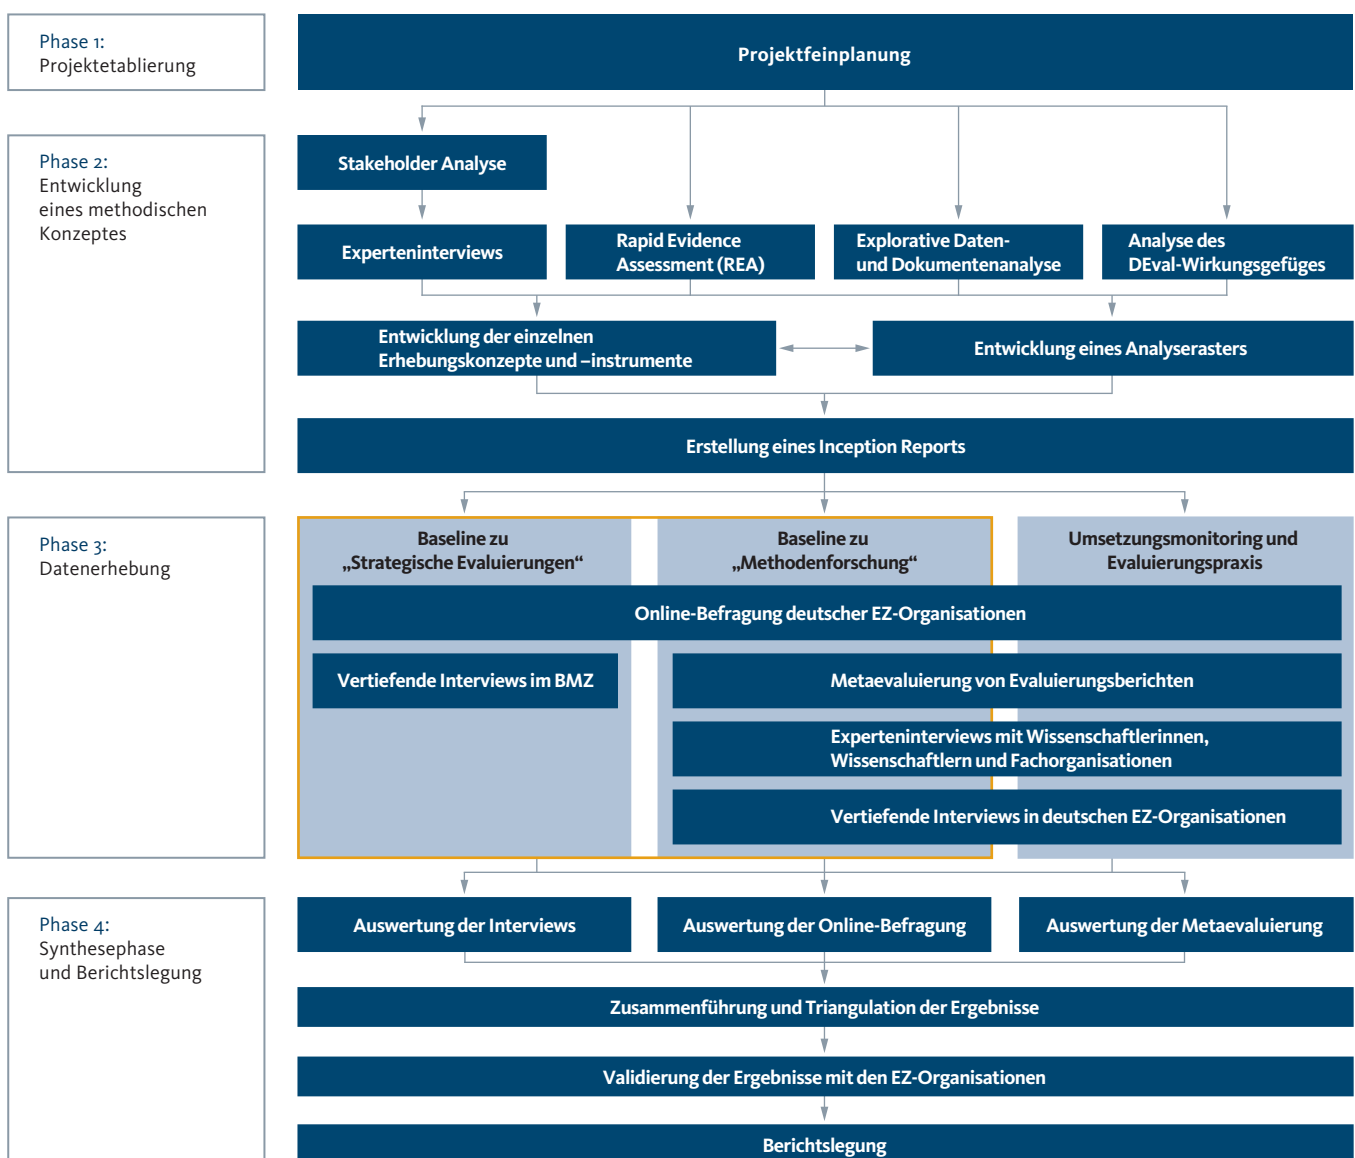 Phase 1:
Projektetablierung
Projektfeinplanung
Phase 2:
Entwicklung
eines methodischen
Konzeptes
Stakeholder Analyse
Experteninterviews
Rapid Evidence
Assessment (REA)
Explorative Daten-
und Dokumentenanalyse
Analyse des
DEval-Wirkungsgefüges
Entwicklung der einzelnen
Erhebungskonzepte und –instrumente
Entwicklung eines Analyserasters
Erstellung eines Inception Reports
Phase 3:
Datenerhebung
Baseline zu
„Strategische Evaluierungen“
Baseline zu
„Methodenforschung“
Umsetzungsmonitoring und
Evaluierungspraxis
Online-Befragung deutscher EZ-Organisationen
Vertiefende Interviews im BMZ
Metaevaluierung von Evaluierungsberichten
Experteninterviews mit Wissenschaftlerinnen,
Wissenschaftlern und Fachorganisationen
Vertiefende Interviews in deutschen EZ-Organisationen
Phase 4:
Synthesephase
und Berichtslegung
Auswertung der Interviews
Auswertung der Online-Befragung
Auswertung der Metaevaluierung
Zusammenführung und Triangulation der Ergebnisse
Validierung der Ergebnisse mit den EZ-Organisationen
Berichtslegung